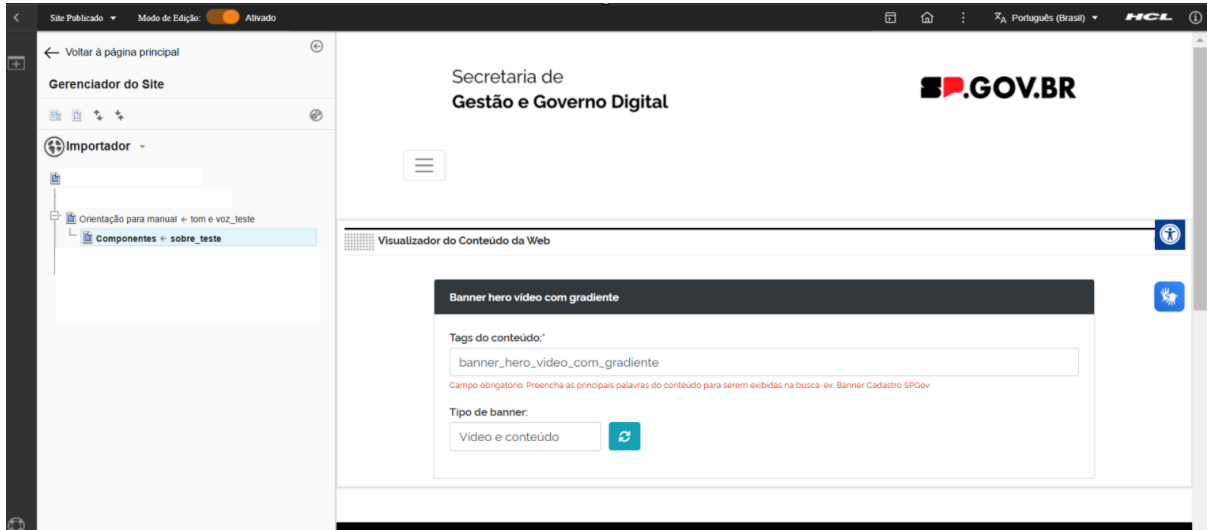 Site Publicado
Modo de Edição:
Ativado
Português (Brasil)
HCL
Voltar à página principal
Gerenciador do Site
Importador
Orientação para manual ← tom e voz_teste
Componentes ← sobre_teste
Secretaria de
Gestão e Governo Digital
SP.GOV.BR
Visualizador do Conteúdo da Web
Banner hero vídeo com gradiente
Tags do conteúdo:*
banner_hero_video_com_gradiente
Campo obrigatório. Preencha as principais palavras do conteúdo para serem exibidas na busca. ex: Banner Cadastro SPGov
Tipo de banner:
Vídeo e conteúdo